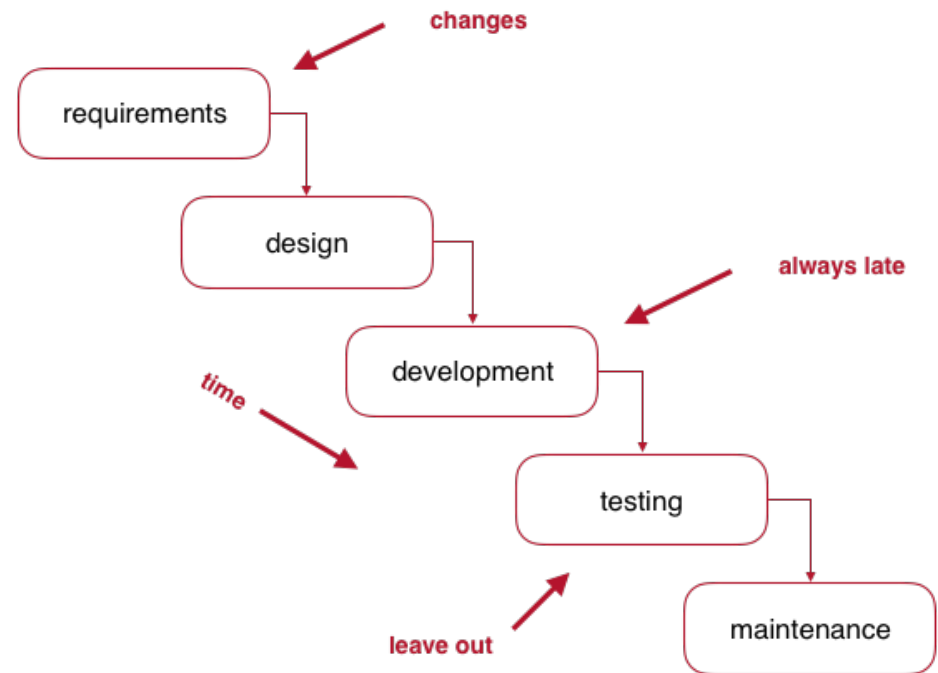 changes
requirements
design
always late
development
time
testing
maintenance
leave out